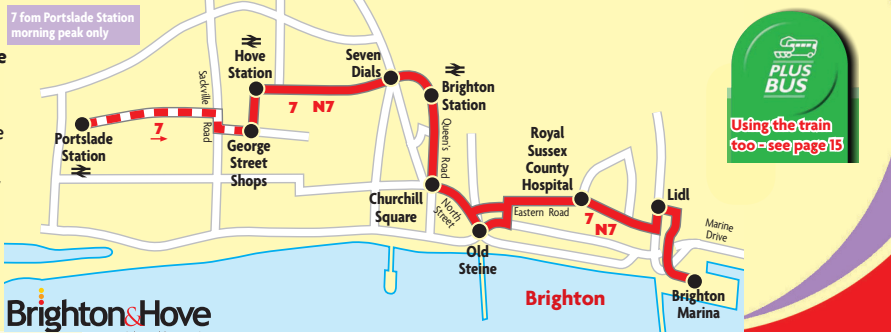 7 fom Portslade Station
morning peak only
Hove
Station
Seven
Dials
Brighton
Station
PLUS
BUS
Using the train
too - see page 15
Sackville
Road
7 N7
7
→
Portslade
Station
George
Street
Shops
Queen's Road
Royal
Sussex
County
Hospital
Churchill
Square
North
Street
Eastern Road
7
N7
Lidl
Marine
Drive
Old
Steine
Brighton
Brighton
Marina
Brighton&Hove